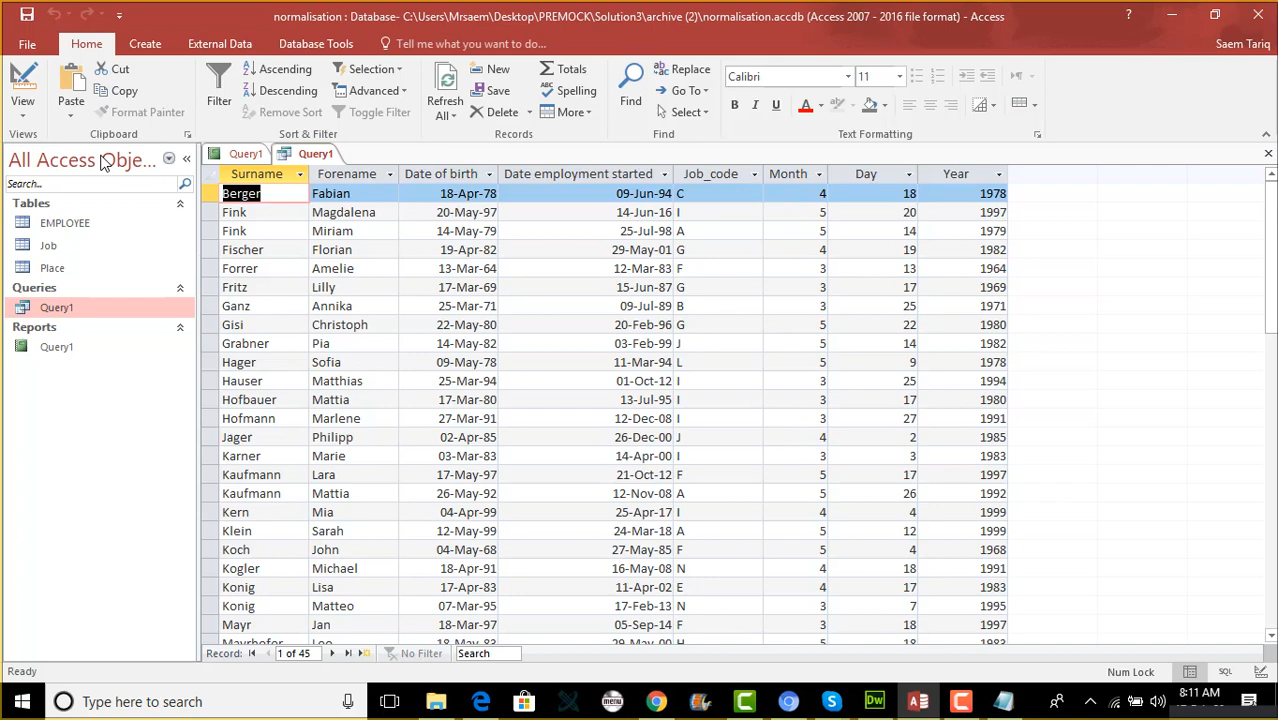 normalisation : Database- C:\Users\Mrsaem\Desktop\PREMOCK\Solution3\archive (2)\normalisation.accdb (Access 2007 - 2016 file format) - Access
File Home Create External Data Database Tools Tell me what you want to do... Saem Tariq
View Paste Cut Copy Format Painter
Filter Ascending Descending Remove Sort Selection Advanced Toggle Filter
Refresh All New Save Delete Totals Spelling More
Find Replace Go To Select
Calibri 11
Views Clipboard Sort & Filter Records Find Text Formatting
All Access Obje...
Search...
Tables
EMPLOYEE
Job
Place
Queries
Query1
Reports
Query1
Query1 Query1
Surname Forename Date of birth Date employment started Job_code Month Day Year
Berger Fabian 18-Apr-78 09-Jun-94 C 4 18 1978
Fink Magdalena 20-May-97 14-Jun-16 I 5 20 1997
Fink Miriam 14-May-79 25-Jul-98 A 5 14 1979
Fischer Florian 19-Apr-82 29-May-01 G 4 19 1982
Forrer Amelie 13-Mar-64 12-Mar-83 F 3 13 1964
Fritz Lilly 17-Mar-69 15-Jun-87 G 3 17 1969
Ganz Annika 25-Mar-71 09-Jul-89 B 3 25 1971
Gisi Christoph 22-May-80 20-Feb-96 G 5 22 1980
Grabner Pia 14-May-82 03-Feb-99 J 5 14 1982
Hager Sofia 09-May-78 11-Mar-94 L 5 9 1978
Hauser Matthias 25-Mar-94 01-Oct-12 I 3 25 1994
Hofbauer Mattia 17-Mar-80 13-Jul-95 I 3 17 1980
Hofmann Marlene 27-Mar-91 12-Dec-08 I 3 27 1991
Jager Philipp 02-Apr-85 26-Dec-00 J 4 2 1985
Karner Marie 03-Mar-83 14-Apr-00 I 3 3 1983
Kaufmann Lara 17-May-97 21-Oct-12 F 5 17 1997
Kaufmann Mattia 26-May-92 12-Nov-08 A 5 26 1992
Kern Mia 04-Apr-99 25-Apr-17 I 4 4 1999
Klein Sarah 12-May-99 24-Mar-18 A 5 12 1999
Koch John 04-May-68 27-May-85 F 5 4 1968
Kogler Michael 18-Apr-91 16-May-08 N 4 18 1991
Konig Lisa 17-Apr-83 11-Apr-02 E 4 17 1983
Konig Matteo 07-Mar-95 17-Feb-13 N 3 7 1995
Mayr Jan 18-Mar-97 05-Sep-14 F 3 18 1997
Mayrhofer Leo 18-May-83 29-May-00 H 5 18 1983
Record: 1 of 45 No Filter Search
Ready Num Lock SQL
Type here to search menu Dw 8:11 AM